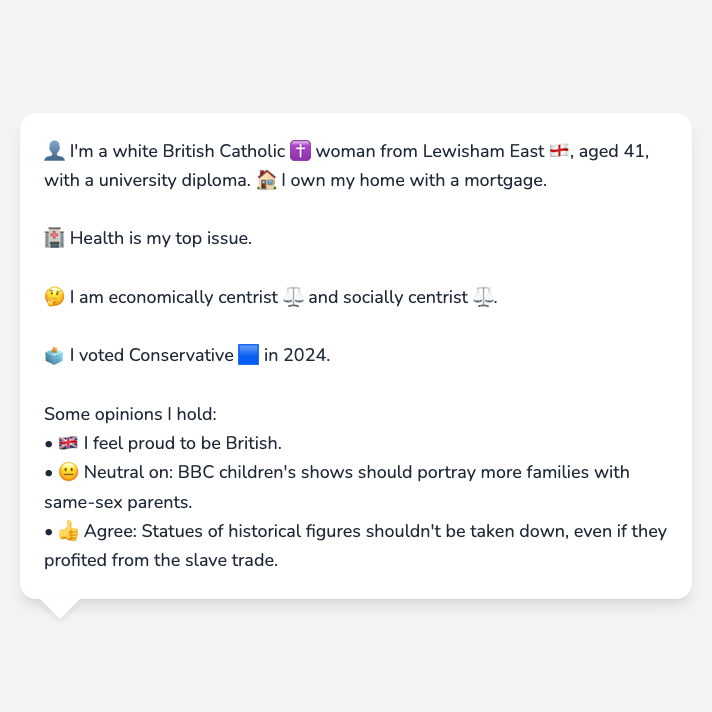 👤 I'm a white British Catholic ✝️ woman from Lewisham East 🏴󠁧󠁢󠁥󠁮󠁧󠁿, aged 41,
with a university diploma. 🏠 I own my home with a mortgage.
🏥 Health is my top issue.
🤔 I am economically centrist ⚖️ and socially centrist ⚖️.
🗳️ I voted Conservative 🟦 in 2024.
Some opinions I hold:
• 🇬🇧 I feel proud to be British.
• 😐 Neutral on: BBC children's shows should portray more families with
same-sex parents.
• 👍 Agree: Statues of historical figures shouldn't be taken down, even if they
profited from the slave trade.